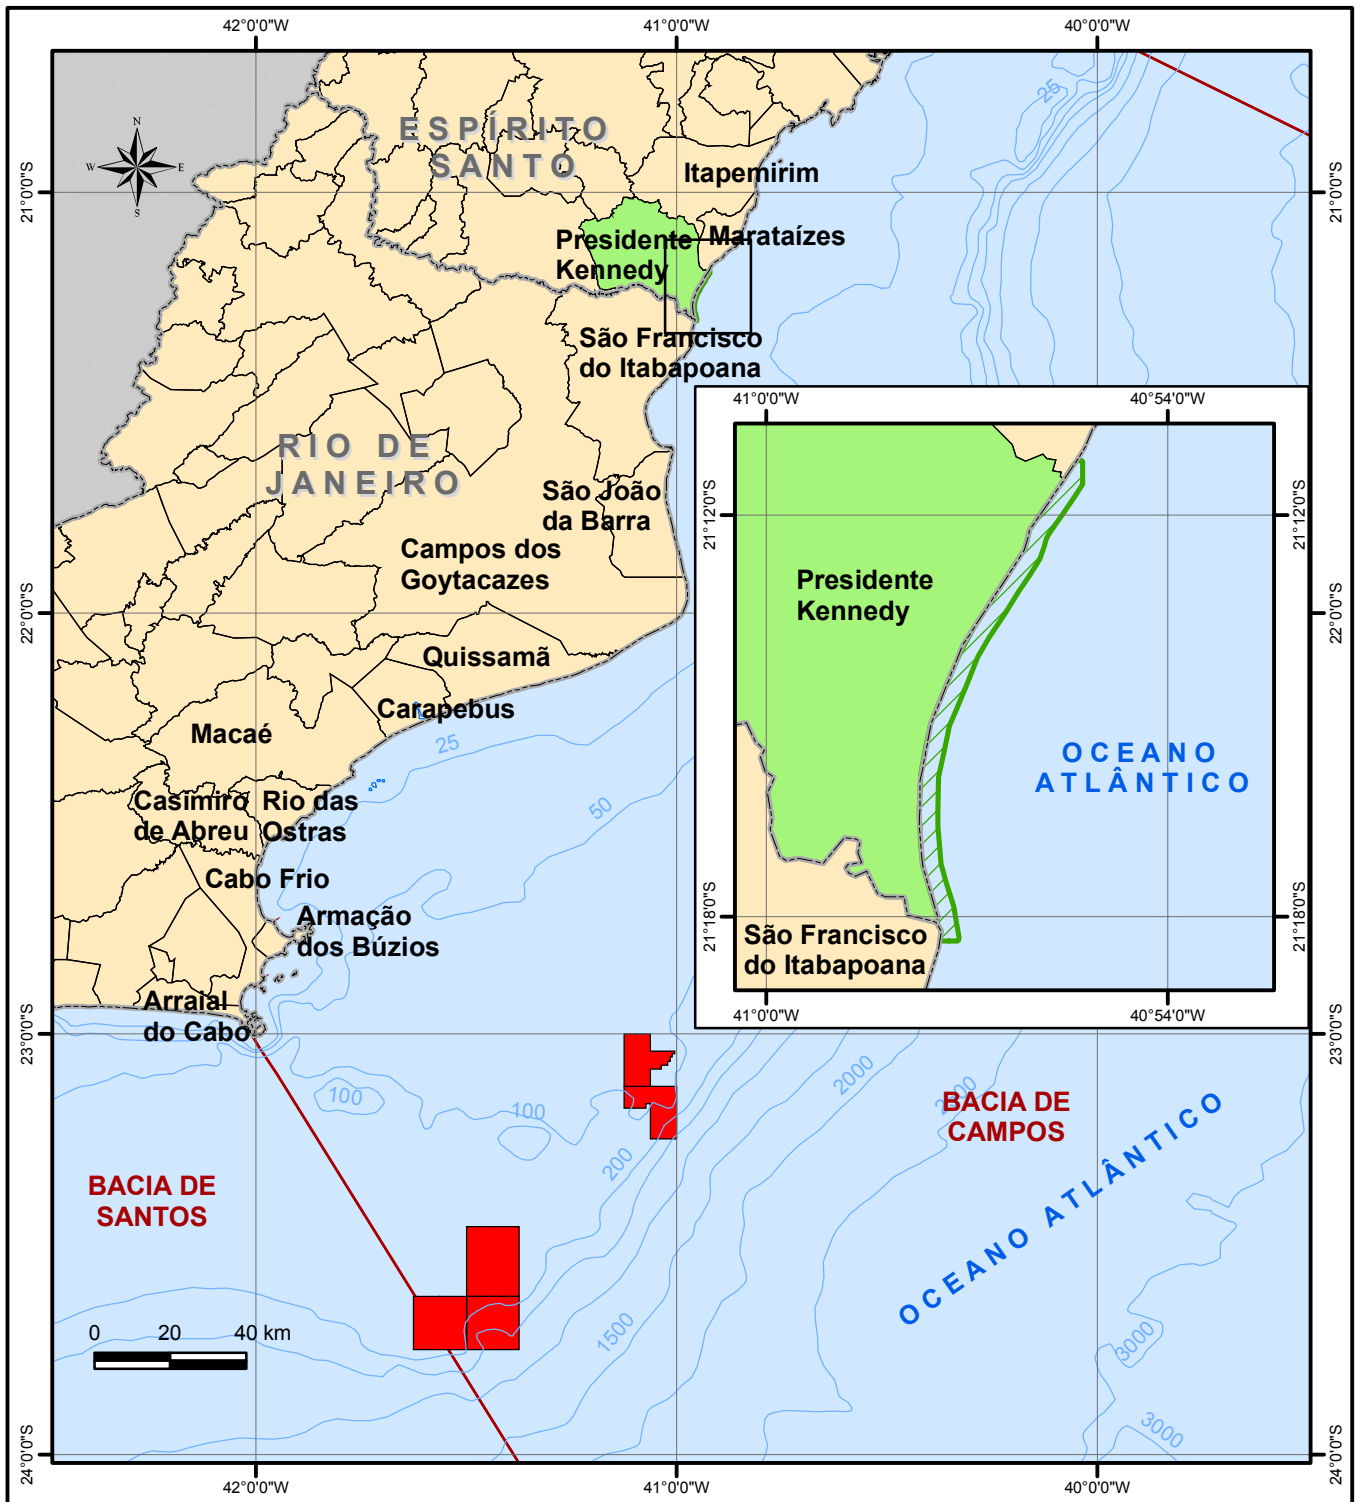 42°0'0"W
41°0'0"W
40°0'0"W
25
ESPÍRITO
SANTO
N
W
E
S
Itapemirim
21°0'0"S
21°0'0"S
Presidente
Kennedy
Marataízes
São Francisco
do Itabapoana
41°0'0"W
40°54'0"W
RIO DE
JANEIRO
São João
da Barra
21°12'0"S
21°12'0"S
Campos dos
Goytacazes
Presidente
Kennedy
22°0'0"S
22°0'0"S
Quissamã
Carapebus
Macaé
25
OCEANO
ATLÂNTICO
50
Casimiro
de Abreu
Rio das
Ostras
Cabo Frio
Armação
dos Búzios
21°18'0"S
21°18'0"S
São Francisco
do Itabapoana
41°0'0"W
40°54'0"W
Arraial
do Cabo
23°0'0"S
23°0'0"S
100
100
200
2000
BACIA DE
CAMPOS
OCEANO ATLÂNTICO
BACIA DE
SANTOS
1500
3000
3000
0
20
40 km
24°0'0"S
24°0'0"S
42°0'0"W
41°0'0"W
40°0'0"W